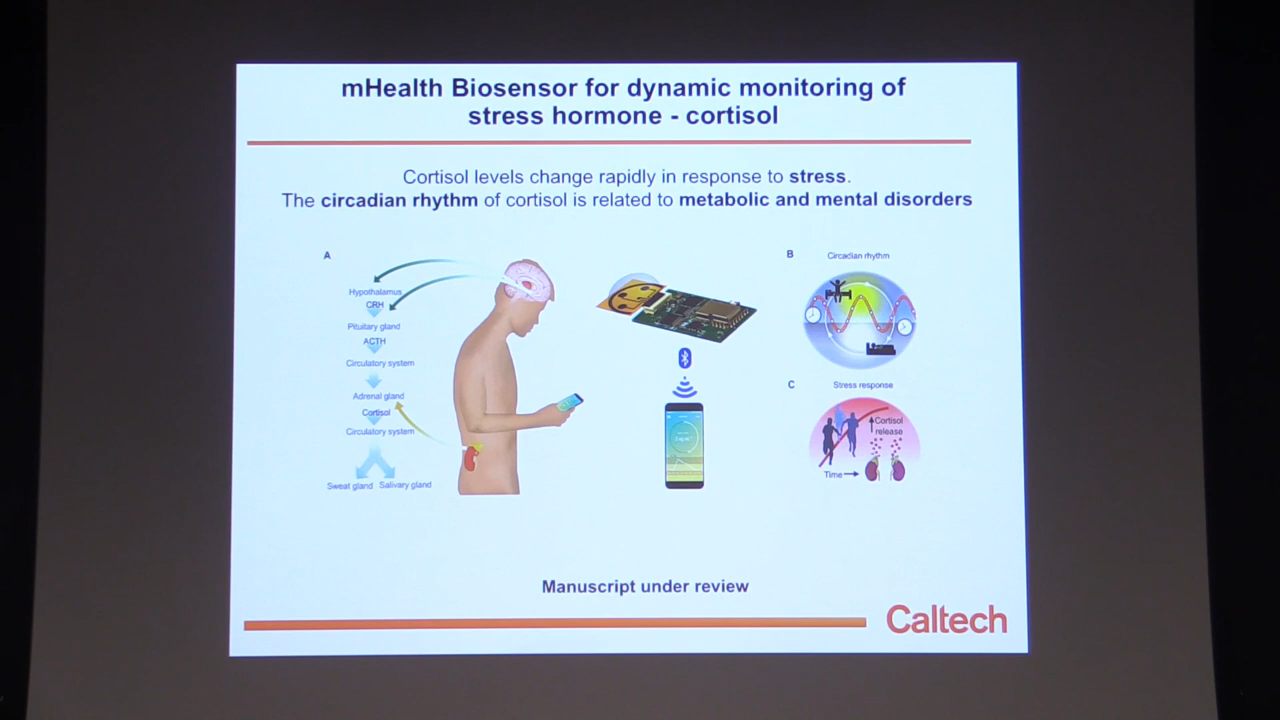 mHealth Biosensor for dynamic monitoring of
stress hormone - cortisol
Cortisol levels change rapidly in response to stress.
The circadian rhythm of cortisol is related to metabolic and mental disorders
A
Hypothalamus
CRH
Pituitary gland
ACTH
Circulatory system
Adrenal gland
Cortisol
Circulatory system
Sweat gland Salivary gland
B
Circadian rhythm
C
Stress response
Cortisol
release
Time
Manuscript under review
Caltech